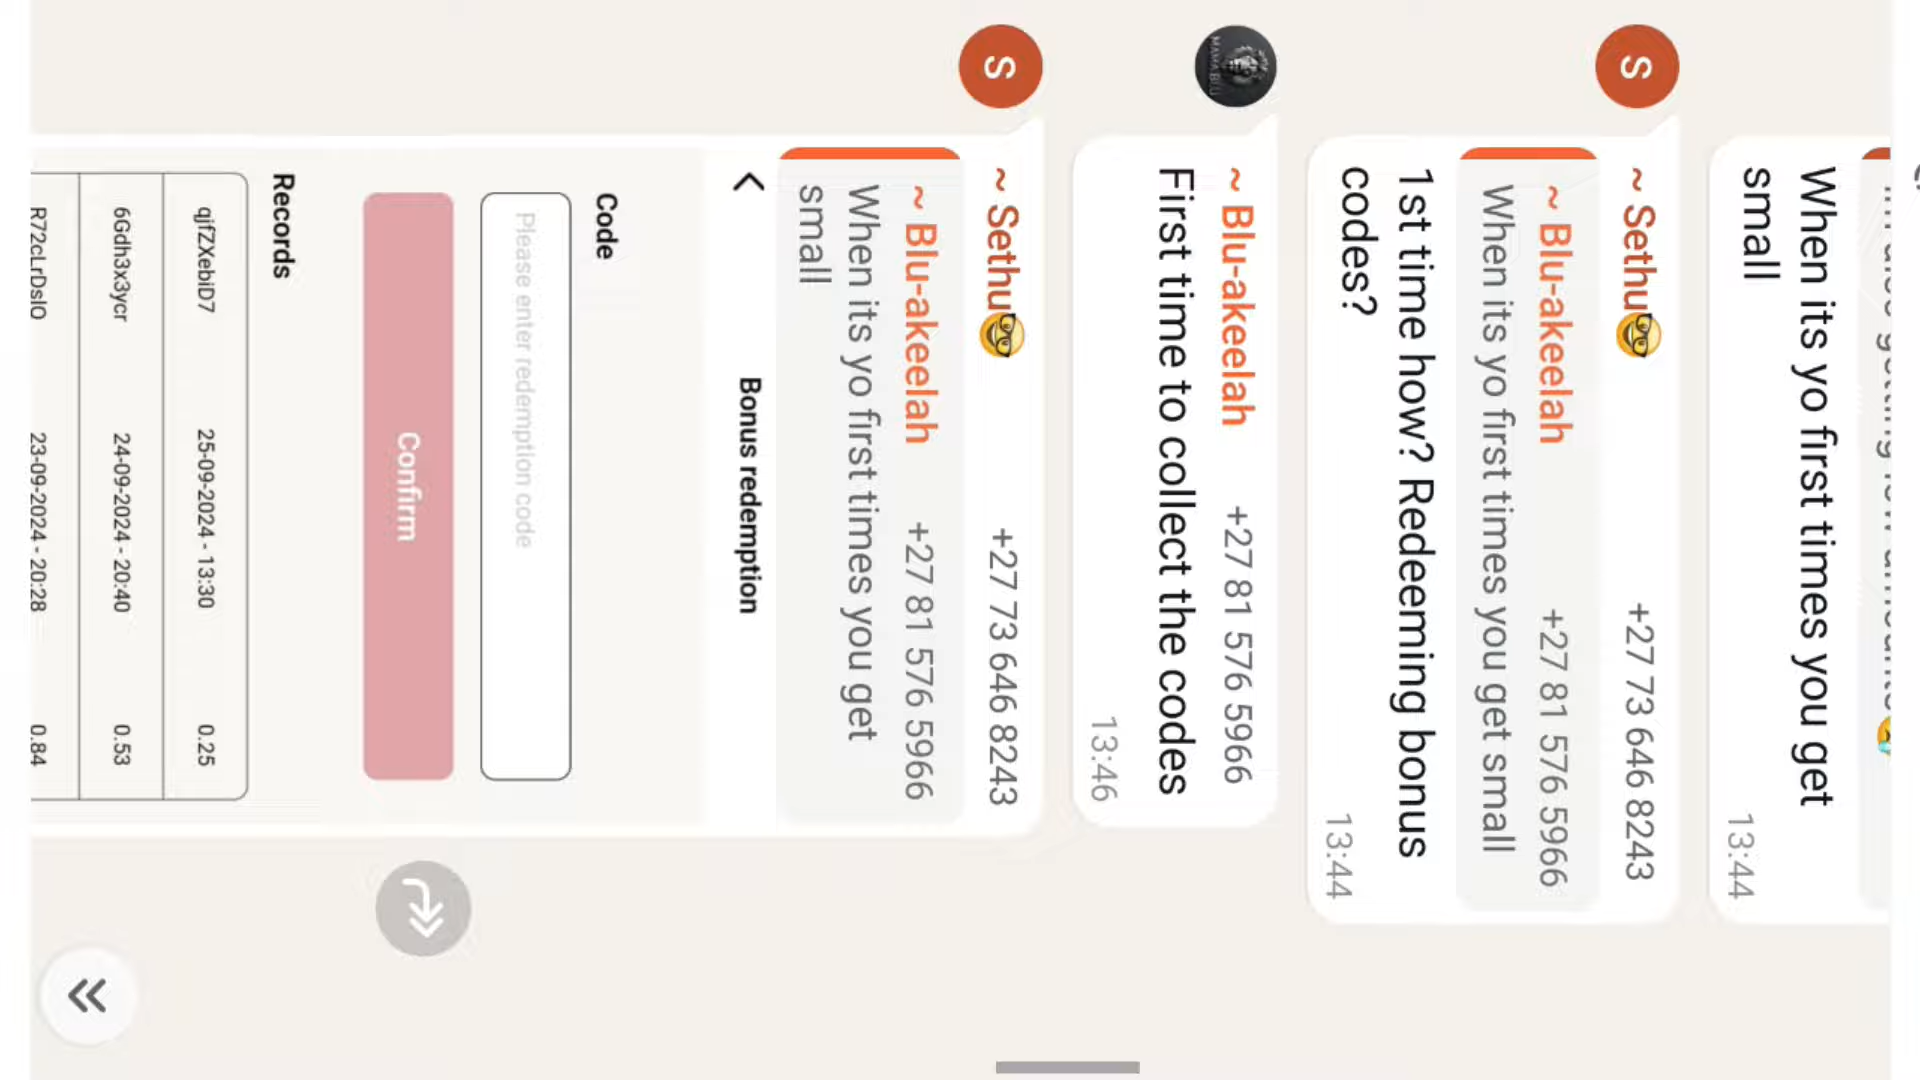 When its yo first times you get
small
13:44
~ Sethu🤓 +27 73 646 8243
~ Blu-akeelah +27 81 576 5966
When its yo first times you get small
1st time how? Redeeming bonus
codes?
13:44
MAMA BLU
~ Blu-akeelah +27 81 576 5966
First time to collect the codes
13:46
~ Sethu🤓 +27 73 646 8243
~ Blu-akeelah +27 81 576 5966
When its yo first times you get
small
Bonus redemption
Code
Please enter redemption code
Confirm
Records
qjfZXebiD7 25-09-2024 - 13:30 0.25
6Gdh3x3ycr 24-09-2024 - 20:40 0.53
R72cLrDsIO 23-09-2024 - 20:28 0.84
S
S